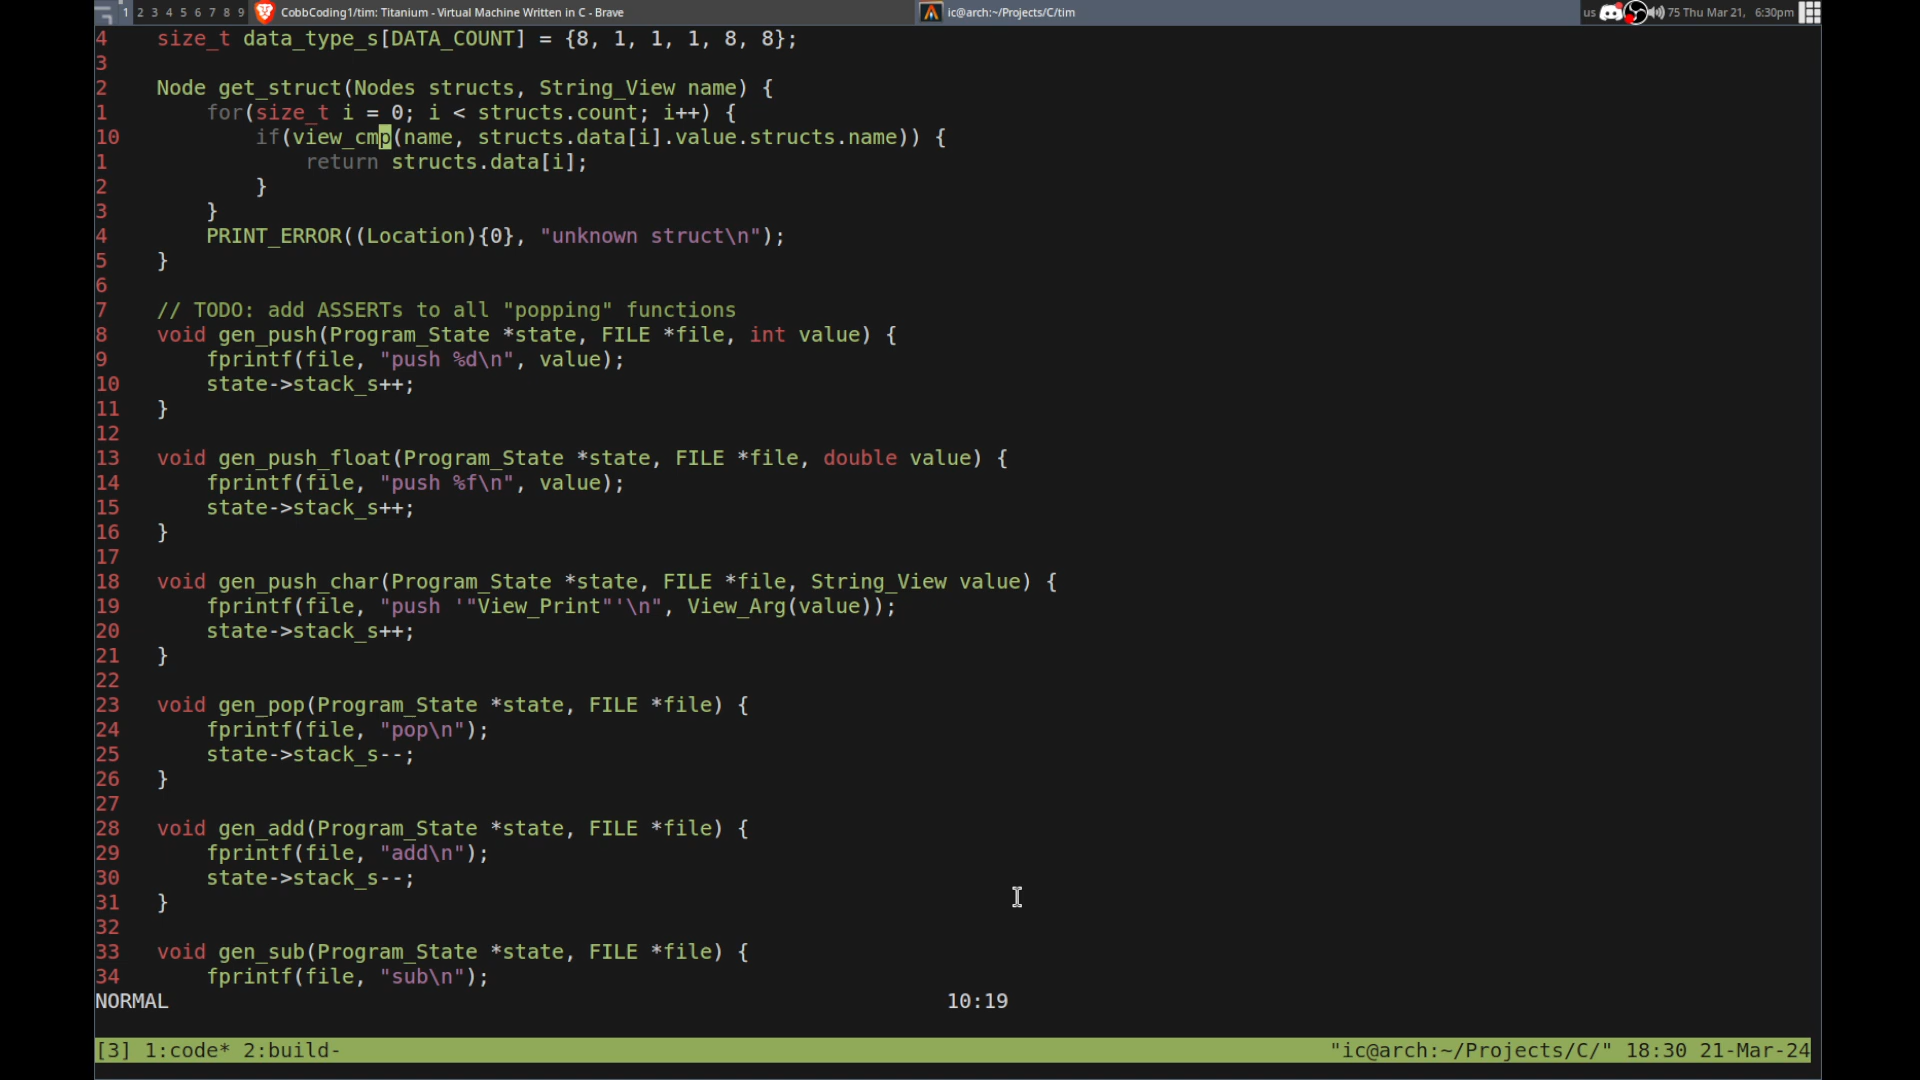 1 2 3 4 5 6 7 8 9 CobbCoding1/tim: Titanium - Virtual Machine Written in C - Brave ic@arch:~/Projects/C/tim us 75 Thu Mar 21, 6:30pm
4 size_t data_type_s[DATA_COUNT] = {8, 1, 1, 1, 8, 8};
3
2 Node get_struct(Nodes structs, String_View name) {
1 for(size_t i = 0; i < structs.count; i++) {
10 if(view_cmp(name, structs.data[i].value.structs.name)) {
1 return structs.data[i];
2 }
3 }
4 PRINT_ERROR((Location){0}, "unknown struct\n");
5 }
6
7 // TODO: add ASSERTs to all "popping" functions
8 void gen_push(Program_State *state, FILE *file, int value) {
9 fprintf(file, "push %d\n", value);
10 state->stack_s++;
11 }
12
13 void gen_push_float(Program_State *state, FILE *file, double value) {
14 fprintf(file, "push %f\n", value);
15 state->stack_s++;
16 }
17
18 void gen_push_char(Program_State *state, FILE *file, String_View value) {
19 fprintf(file, "push '"View_Print"'\n", View_Arg(value));
20 state->stack_s++;
21 }
22
23 void gen_pop(Program_State *state, FILE *file) {
24 fprintf(file, "pop\n");
25 state->stack_s--;
26 }
27
28 void gen_add(Program_State *state, FILE *file) {
29 fprintf(file, "add\n");
30 state->stack_s--;
31 }
32
33 void gen_sub(Program_State *state, FILE *file) {
34 fprintf(file, "sub\n");
NORMAL 10:19
[3] 1:code* 2:build- "ic@arch:~/Projects/C/" 18:30 21-Mar-24